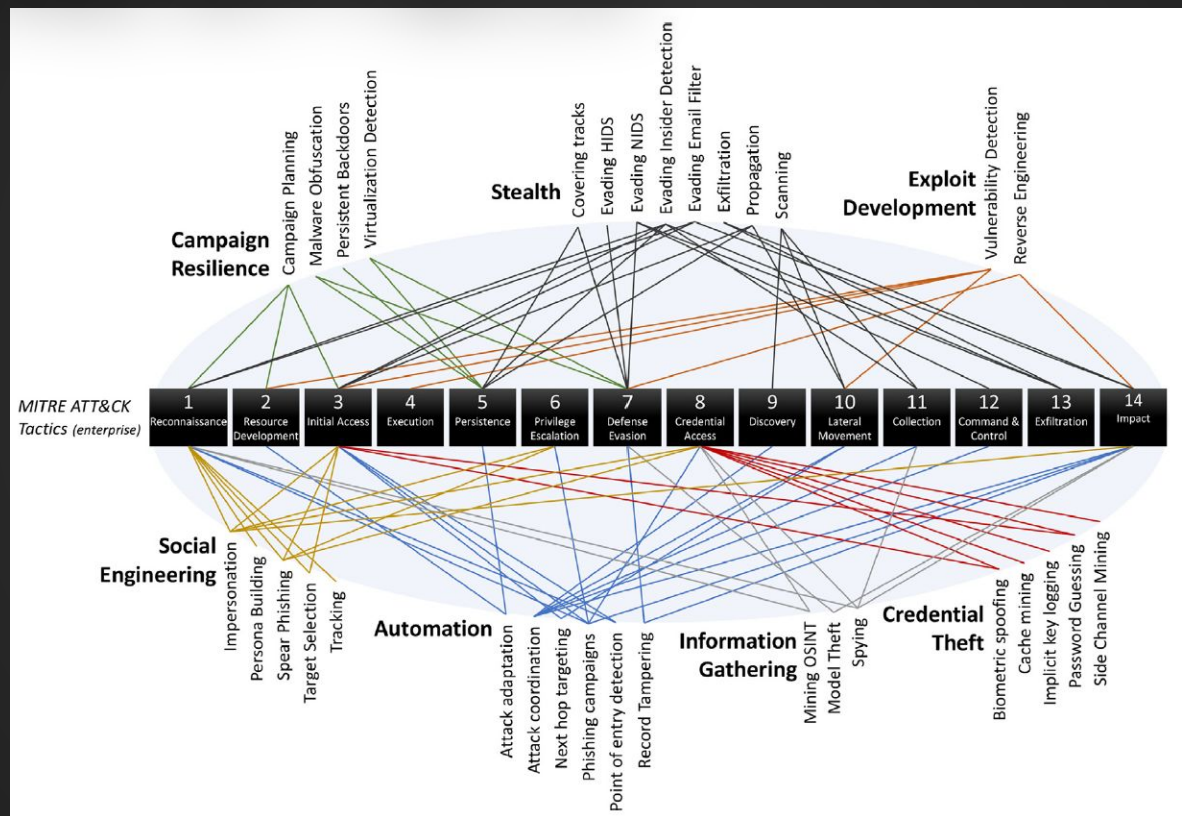 Stealth
Covering tracks
Evading HIDS
Evading NIDS
Evading Insider Detection
Evading Email Filter
Exfiltration
Propagation
Scanning
Exploit
Development
Vulnerability Detection
Reverse Engineering
Campaign
Resilience
Campaign Planning
Malware Obfuscation
Persistent Backdoors
Virtualization Detection
MITRE ATT&CK
Tactics (enterprise)
1
Reconnaissance
2
Resource
Development
3
Initial Access
4
Execution
5
Persistence
6
Privilege
Escalation
7
Defense
Evasion
8
Credential
Access
9
Discovery
10
Lateral
Movement
11
Collection
12
Command &
Control
13
Exfiltration
14
Impact
Social
Engineering
Impersonation
Persona Building
Spear Phishing
Target Selection
Tracking
Automation
Attack adaptation
Attack coordination
Next hop targeting
Phishing campaigns
Point of entry detection
Record Tampering
Information
Gathering
Mining OSINT
Model Theft
Spying
Credential
Theft
Biometric spoofing
Cache mining
Implicit key logging
Password Guessing
Side Channel Mining